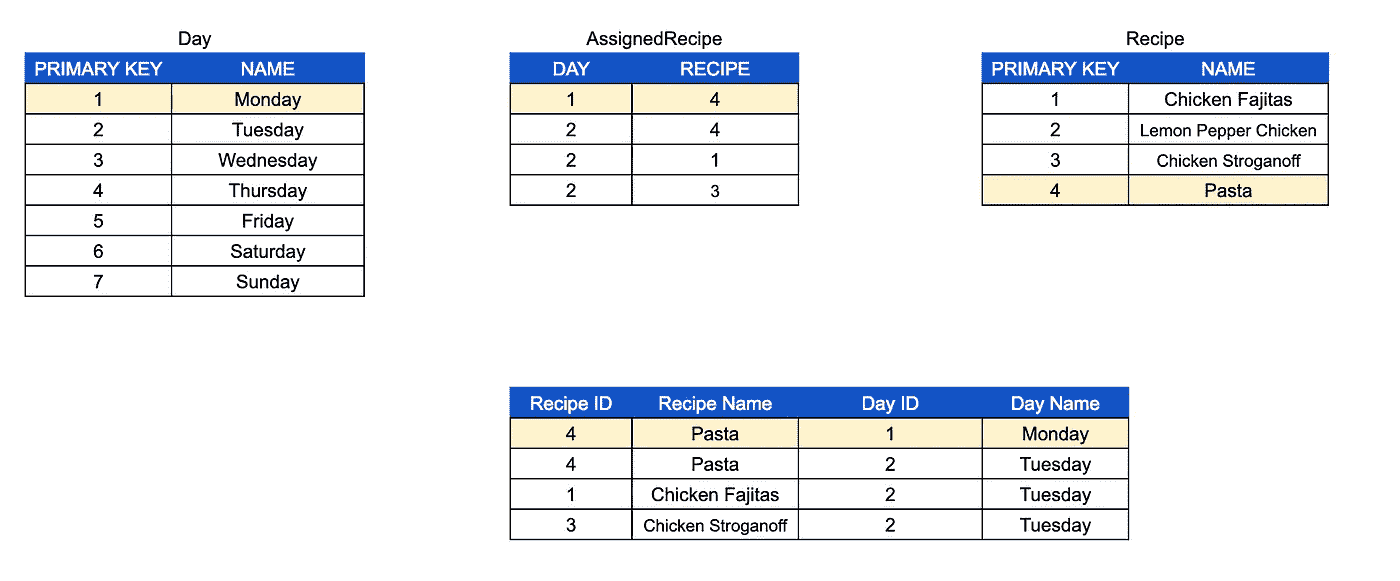 Day
PRIMARY KEY NAME
1 Monday
2 Tuesday
3 Wednesday
4 Thursday
5 Friday
6 Saturday
7 Sunday
AssignedRecipe
DAY RECIPE
1 4
2 4
2 1
2 3
Recipe
PRIMARY KEY NAME
1 Chicken Fajitas
2 Lemon Pepper Chicken
3 Chicken Stroganoff
4 Pasta
Recipe ID Recipe Name Day ID Day Name
4 Pasta 1 Monday
4 Pasta 2 Tuesday
1 Chicken Fajitas 2 Tuesday
3 Chicken Stroganoff 2 Tuesday